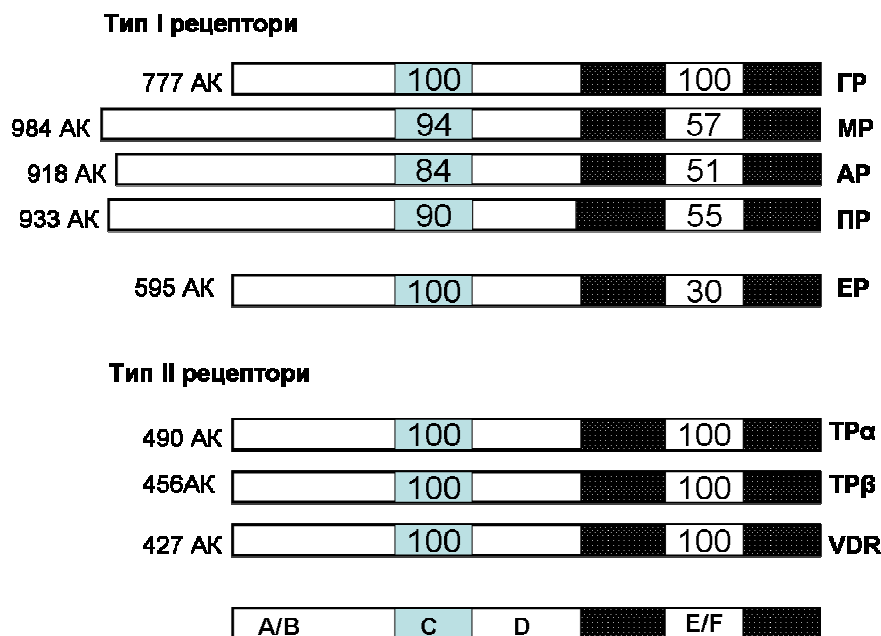 Тип I рецептори
777 АК 100 100 ГР
984 АК 94 57 МР
918 АК 84 51 АР
933 АК 90 55 ПР
595 АК 100 30 ЕР
Тип II рецептори
490 АК 100 100 ТРα
456АК 100 100 ТРβ
427 АК 100 100 VDR
A/B C D E/F